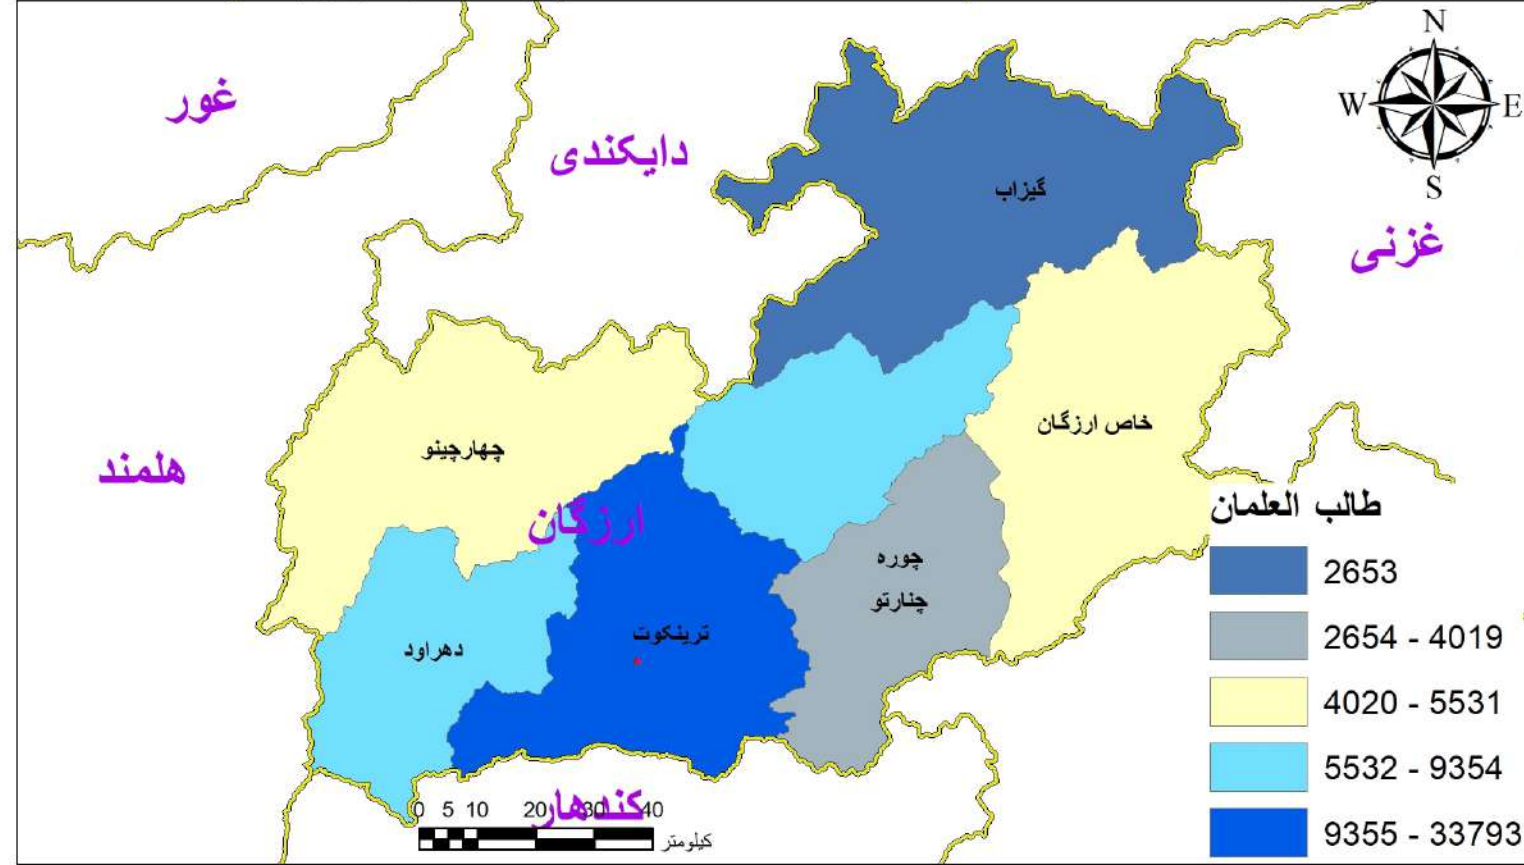 N
W
E
S
غور
دایکندی
گیزاب
غزنی
خاص ارزگان
چهارچینو
هلمند
ارزگان
چوره
چنارتو
ترینکوت
دهراود
کندهار
0 5 10 20 30 40
کیلومتر
طالب العلمان
2653
2654 - 4019
4020 - 5531
5532 - 9354
9355 - 33793